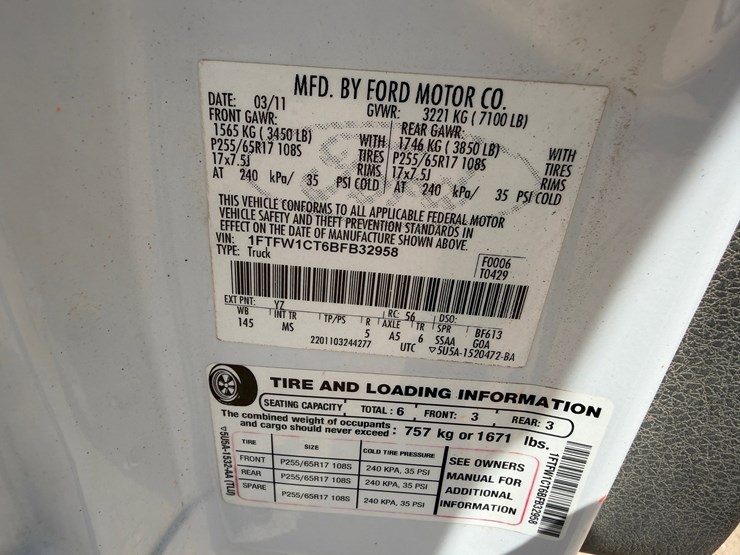 MFD. BY FORD MOTOR CO.
DATE: 03/11 GVWR: 3221 KG ( 7100 LB)
FRONT GAWR: REAR GAWR:
1565 KG ( 3450 LB) WITH 1746 KG ( 3850 LB) WITH
P255/65R17 108S TIRES P255/65R17 108S TIRES
17x7.5J RIMS 17x7.5J RIMS
AT 240 kPa/ 35 PSI COLD AT 240 kPa/ 35 PSI COLD
THIS VEHICLE CONFORMS TO ALL APPLICABLE FEDERAL MOTOR
VEHICLE SAFETY AND THEFT PREVENTION STANDARDS IN
EFFECT ON THE DATE OF MANUFACTURE SHOWN ABOVE.
VIN: 1FTFW1CT6BFB32958
TYPE: Truck
F0006
T0429
EXT PNT: YZ RC: 56 DSO:
WB INT TR TP/PS R AXLE TR SPR BF613
145 MS 5 A5 6 SSAA GOA
2201103244277 UTC ▽5U5A-1520472-BA
TIRE AND LOADING INFORMATION
SEATING CAPACITY TOTAL : 6 FRONT: 3 REAR: 3
The combined weight of occupants
and cargo should never exceed : 757 kg or 1671 lbs.
TIRE SIZE COLD TIRE PRESSURE
FRONT P255/65R17 108S 240 KPA, 35 PSI
REAR P255/65R17 108S 240 KPA, 35 PSI
SPARE P255/65R17 108S 240 KPA, 35 PSI
SEE OWNERS
MANUAL FOR
ADDITIONAL
INFORMATION
▽5U5A-1532-AA (TLU)
1FTFW1CT6BFB32958